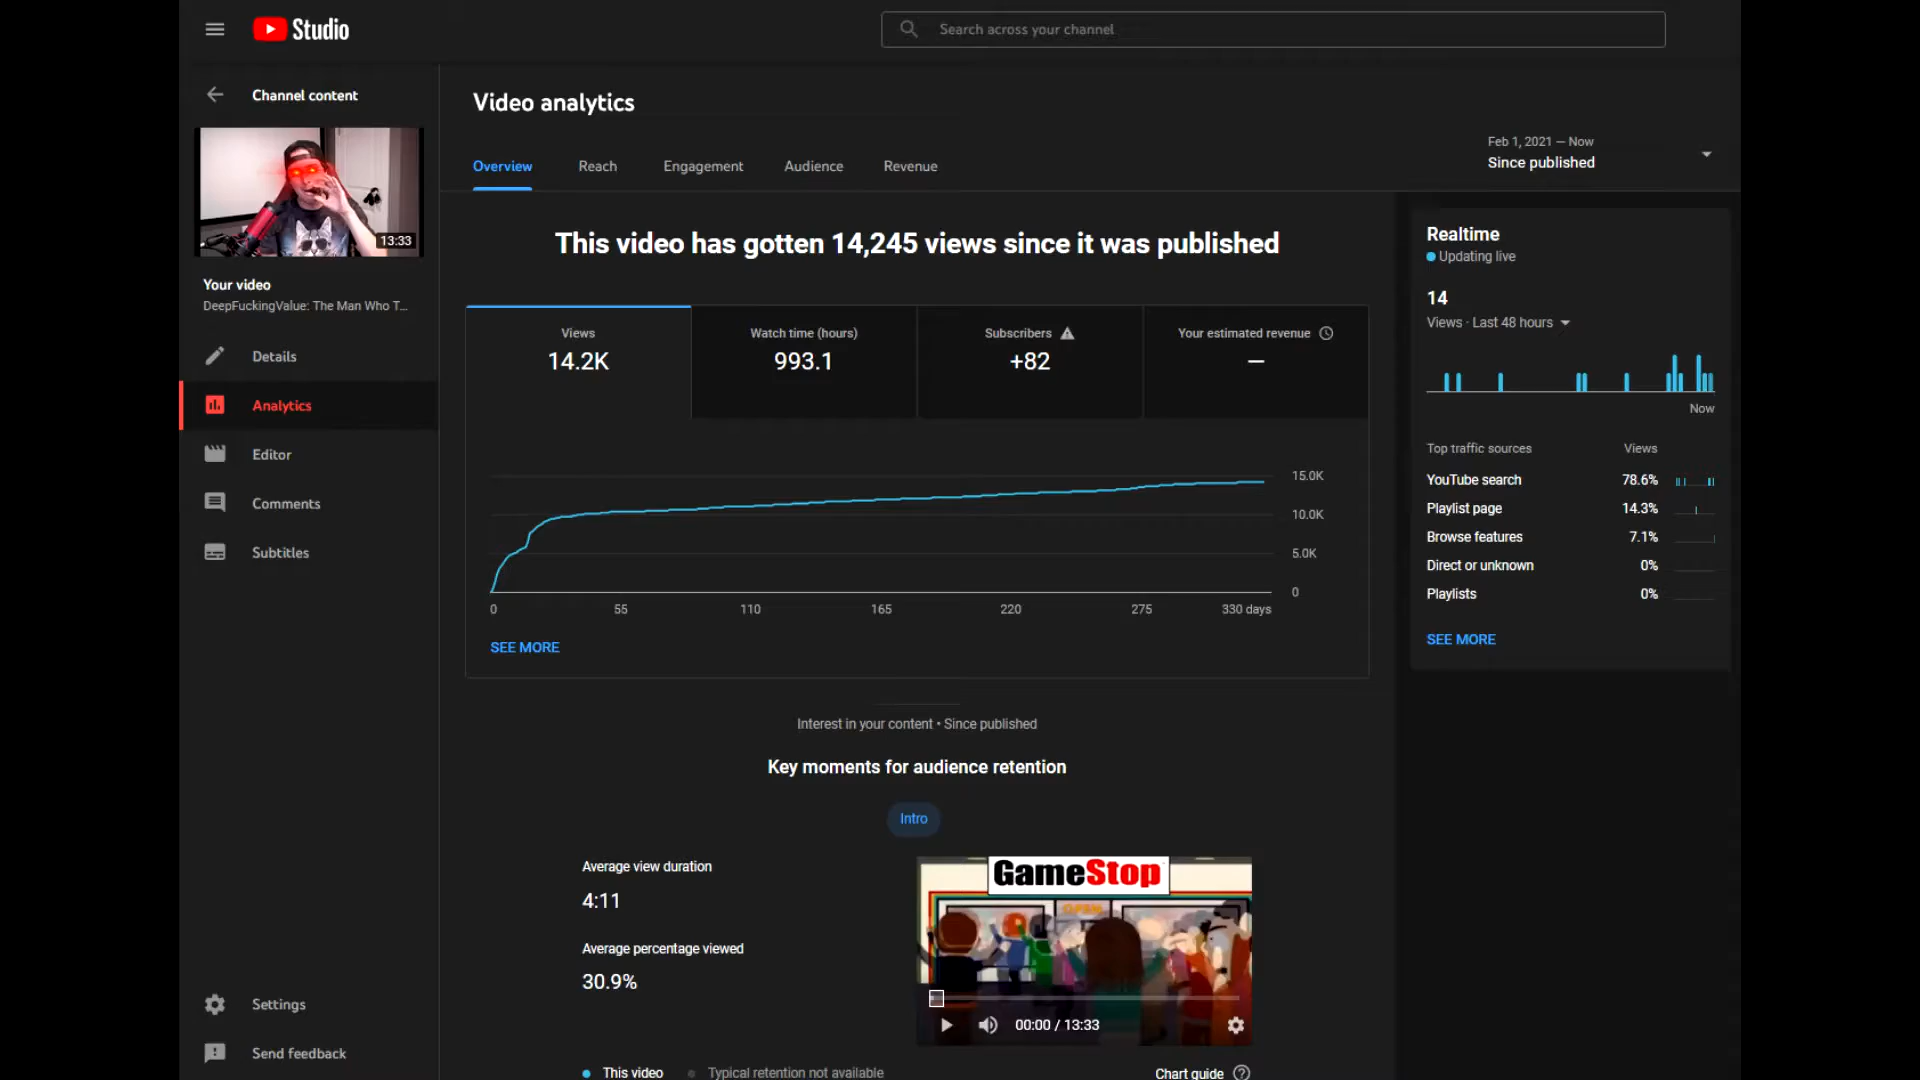 Studio
Search across your channel
Channel content
13:33
Your video
DeepFuckingValue: The Man Who T...
Details
Analytics
Editor
Comments
Subtitles
Settings
Send feedback
Video analytics
Overview
Reach
Engagement
Audience
Revenue
Feb 1, 2021 – Now
Since published
This video has gotten 14,245 views since it was published
Views
14.2K
Watch time (hours)
993.1
Subscribers
+82
Your estimated revenue
—
15.0K
10.0K
5.0K
0
0 55 110 165 220 275 330 days
SEE MORE
Interest in your content • Since published
Key moments for audience retention
Intro
Average view duration
4:11
Average percentage viewed
30.9%
GameStop
00:00 / 13:33
This video
Typical retention not available
Chart guide
Realtime
Updating live
14
Views · Last 48 hours
Now
Top traffic sources Views
YouTube search 78.6%
Playlist page 14.3%
Browse features 7.1%
Direct or unknown 0%
Playlists 0%
SEE MORE